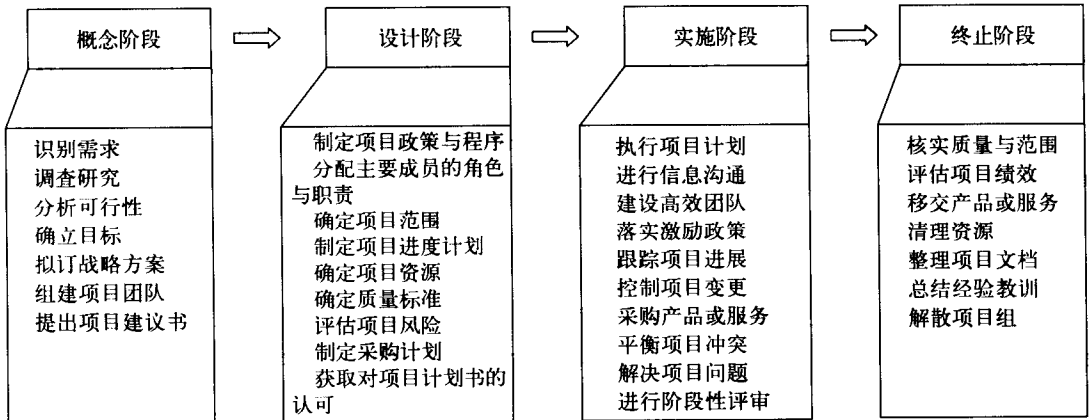 概念阶段
设计阶段
实施阶段
终止阶段
识别需求
调查研究
分析可行性
确立目标
拟订战略方案
组建项目团队
提出项目建议书
制定项目政策与程序
分配主要成员的角色
与职责
确定项目范围
制定项目进度计划
确定项目资源
确定质量标准
评估项目风险
制定采购计划
获取对项目计划书的
认可
执行项目计划
进行信息沟通
建设高效团队
落实激励政策
跟踪项目进展
控制项目变更
采购产品或服务
平衡项目冲突
解决项目问题
进行阶段性评审
核实质量与范围
评估项目绩效
移交产品或服务
清理资源
整理项目文档
总结经验教训
解散项目组